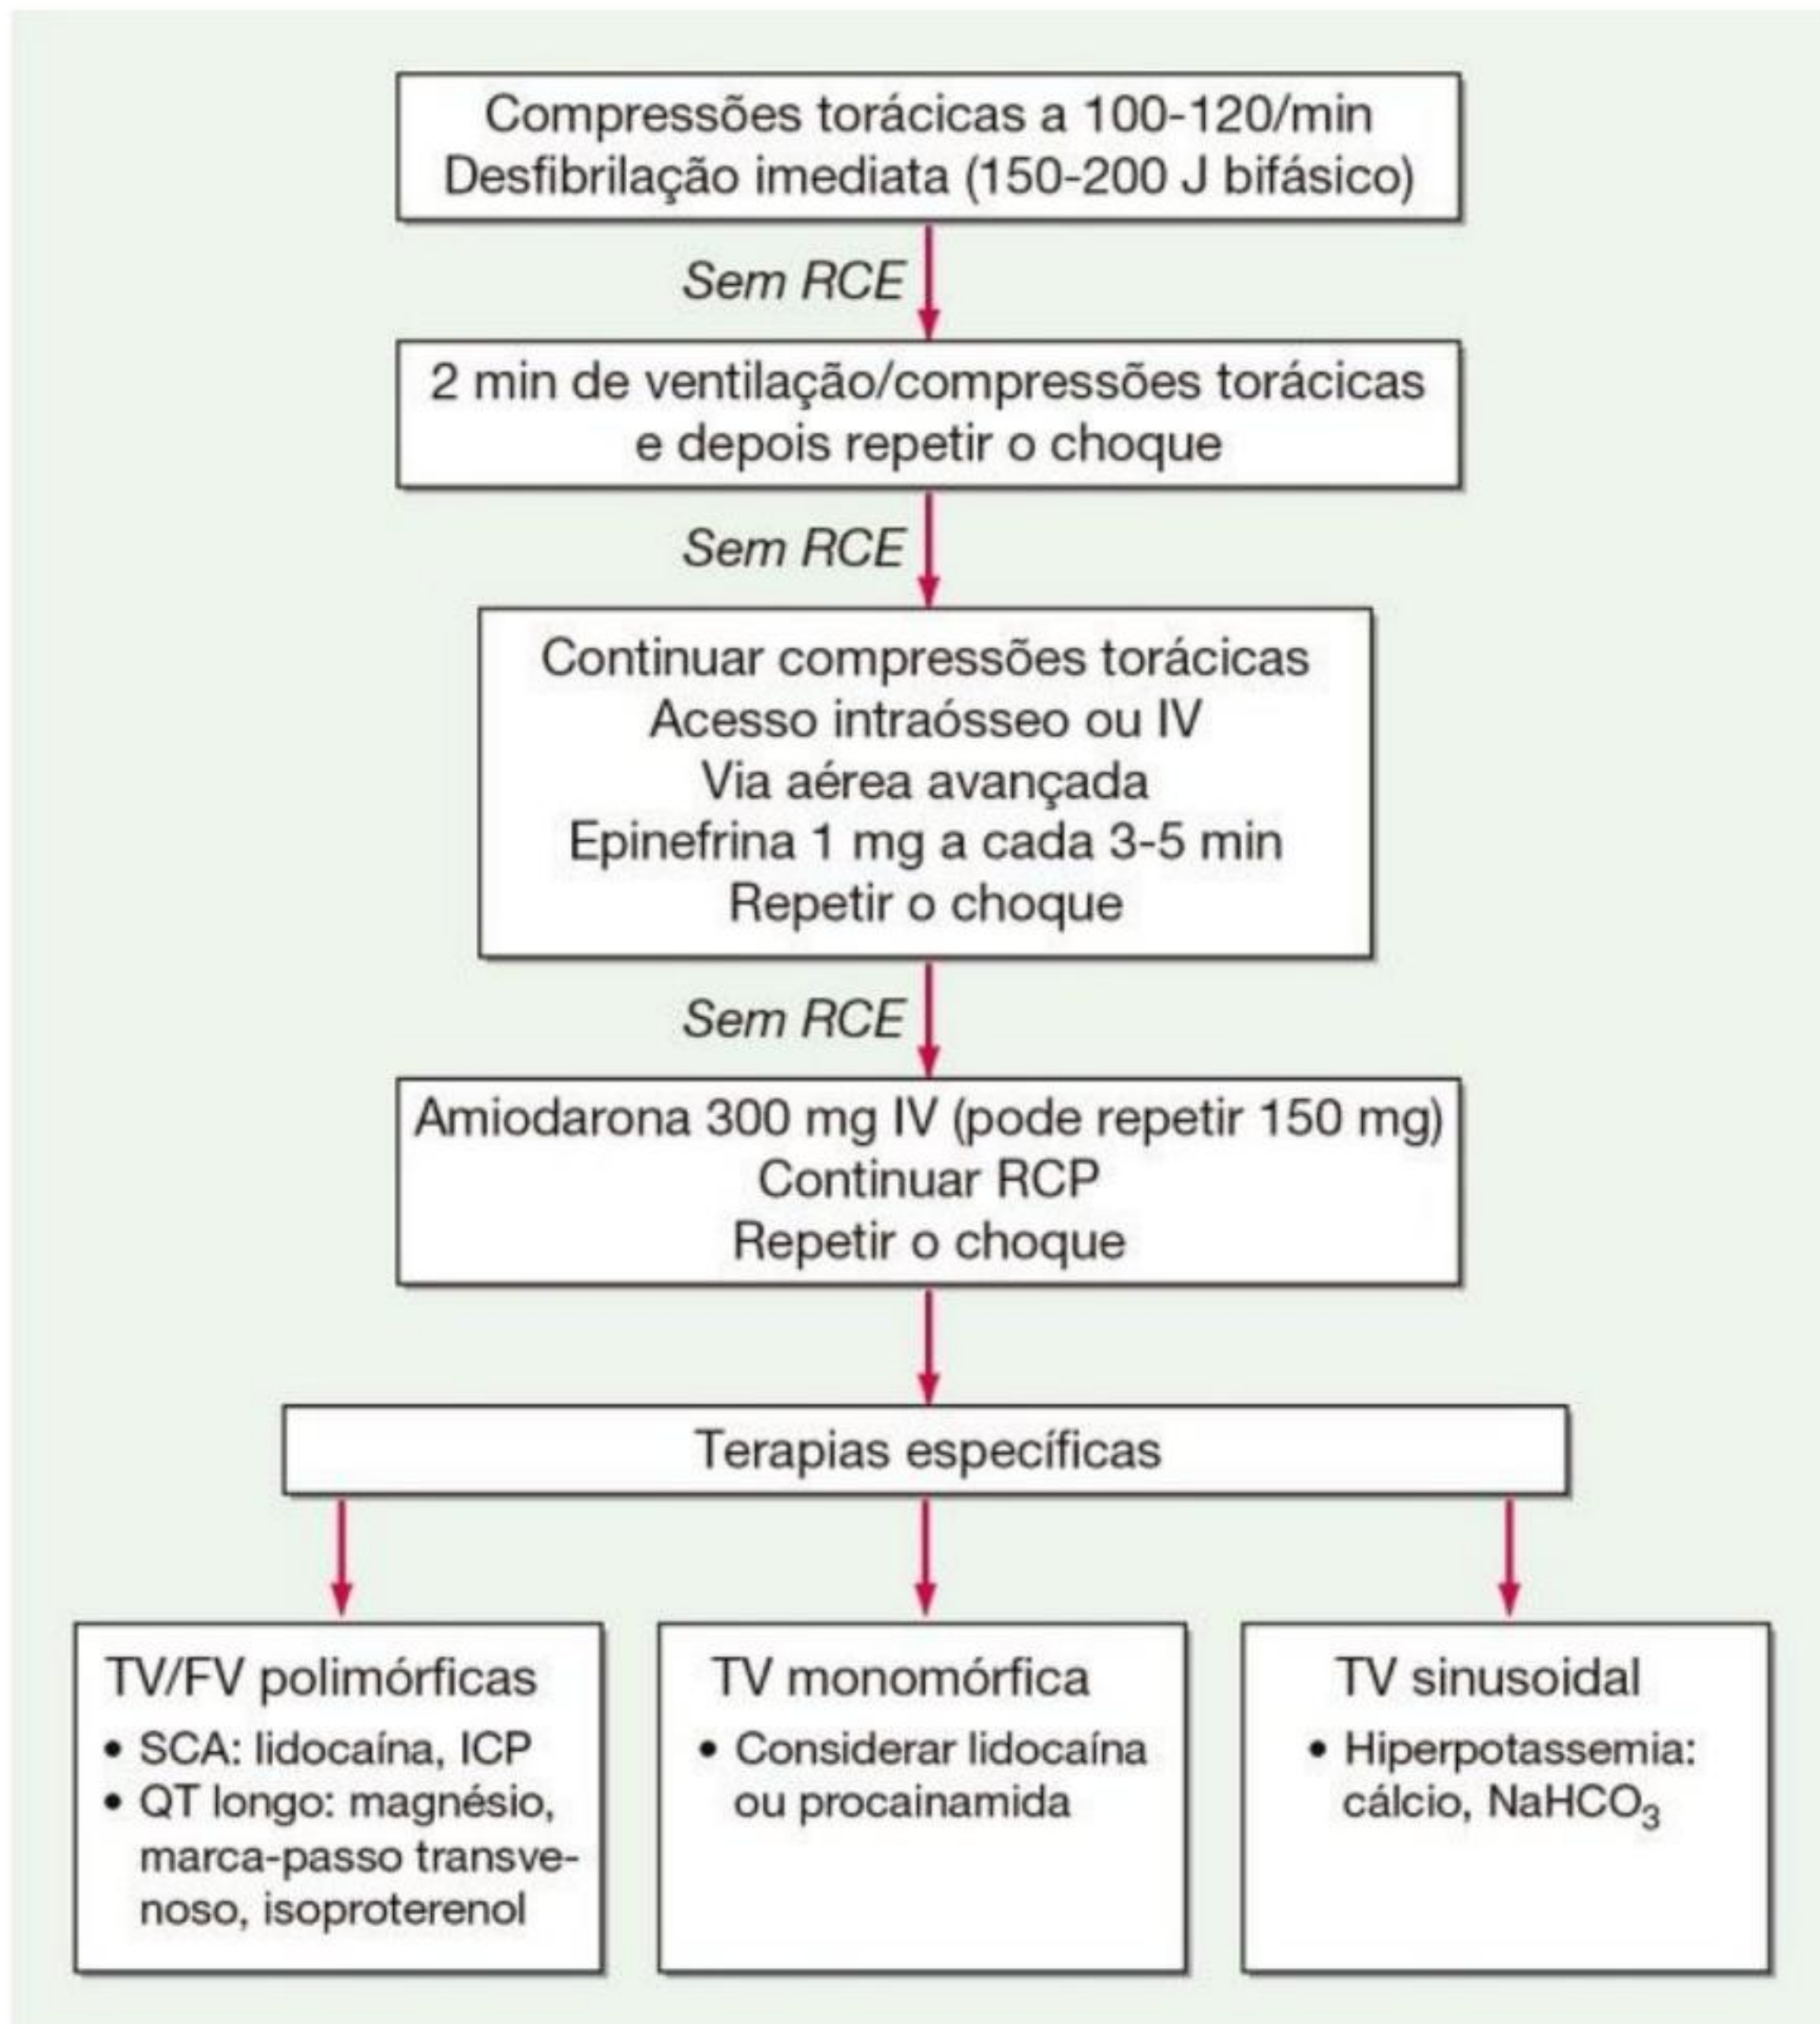 Compressões torácicas a 100-120/min
Desfibrilação imediata (150-200 J bifásico)
Sem RCE
2 min de ventilação/compressões torácicas
e depois repetir o choque
Sem RCE
Continuar compressões torácicas
Acesso intraósseo ou IV
Via aérea avançada
Epinefrina 1 mg a cada 3-5 min
Repetir o choque
Sem RCE
Amiodarona 300 mg IV (pode repetir 150 mg)
Continuar RCP
Repetir o choque
Terapias específicas
TV/FV polimórficas
• SCA: lidocaína, ICP
• QT longo: magnésio,
marca-passo transve-
noso, isoproterenol
TV monomórfica
• Considerar lidocaína
ou procainamida
TV sinusoidal
• Hiperpotassemia:
cálcio, NaHCO₃